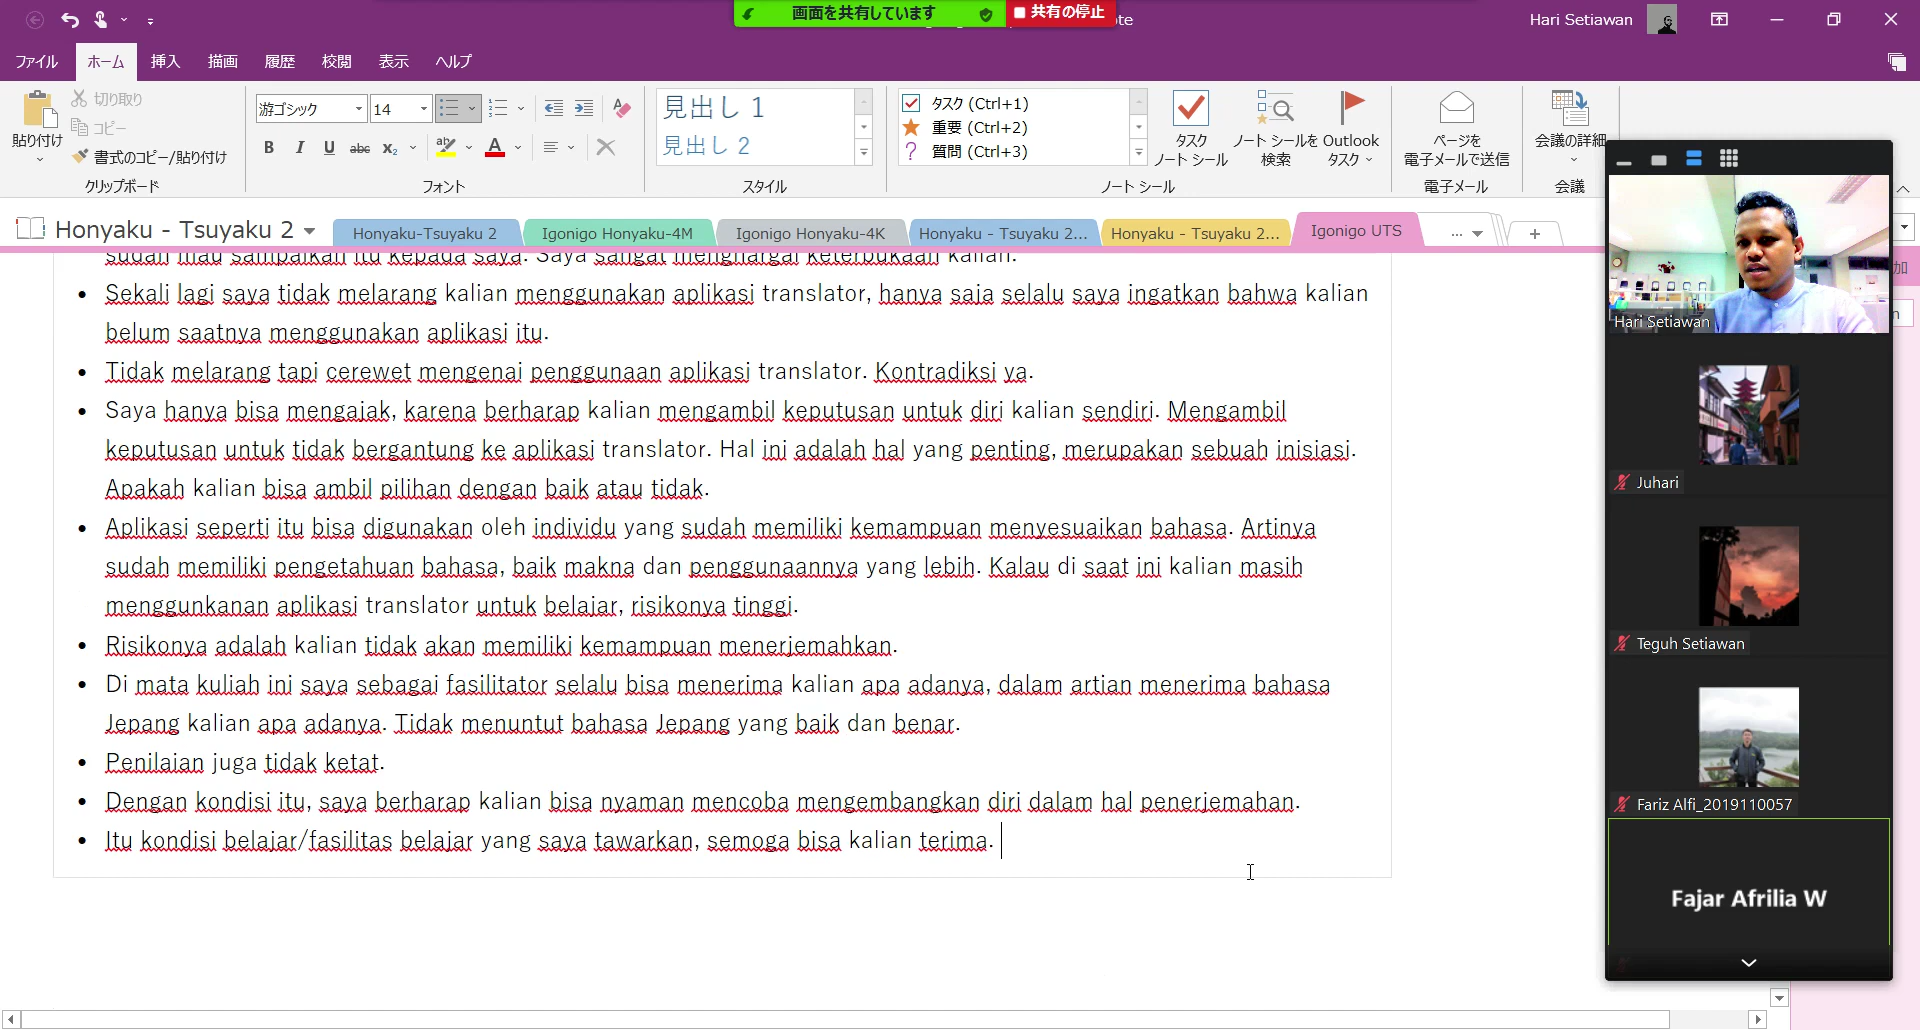 画面を共有しています
共有の停止
te
Hari Setiawan
ファイル
ホーム
挿入
描画
履歴
校閲
表示
ヘルプ
貼り付け
切り取り
コピー
書式のコピー/貼り付け
クリップボード
游ゴシック
14
B I U abc x₂
ab
A
フォント
見出し 1
見出し 2
スタイル
タスク (Ctrl+1)
重要 (Ctrl+2)
質問 (Ctrl+3)
タスク
ノート シール
ノート シールを
検索
Outlook
タスク
ノート シール
ページを
電子メールで送信
電子メール
会議の詳細
会議
Honyaku - Tsuyaku 2
Honyaku-Tsuyaku 2
Igonigo Honyaku-4M
Igonigo Honyaku-4K
Honyaku - Tsuyaku 2...
Honyaku - Tsuyaku 2...
Igonigo UTS
...
+
加
n
sudah mau sampaikan itu kepada saya. Saya sangat menghargai keterbukaan kalian.
• Sekali lagi saya tidak melarang kalian menggunakan aplikasi translator, hanya saja selalu saya ingatkan bahwa kalian
belum saatnya menggunakan aplikasi itu.
• Tidak melarang tapi cerewet mengenai penggunaan aplikasi translator. Kontradiksi ya.
• Saya hanya bisa mengajak, karena berharap kalian mengambil keputusan untuk diri kalian sendiri. Mengambil
keputusan untuk tidak bergantung ke aplikasi translator. Hal ini adalah hal yang penting, merupakan sebuah inisiasi.
Apakah kalian bisa ambil pilihan dengan baik atau tidak.
• Aplikasi seperti itu bisa digunakan oleh individu yang sudah memiliki kemampuan menyesuaikan bahasa. Artinya
sudah memiliki pengetahuan bahasa, baik makna dan penggunaannya yang lebih. Kalau di saat ini kalian masih
menggunkanan aplikasi translator untuk belajar, risikonya tinggi.
• Risikonya adalah kalian tidak akan memiliki kemampuan menerjemahkan.
• Di mata kuliah ini saya sebagai fasilitator selalu bisa menerima kalian apa adanya, dalam artian menerima bahasa
Jepang kalian apa adanya. Tidak menuntut bahasa Jepang yang baik dan benar.
• Penilaian juga tidak ketat.
• Dengan kondisi itu, saya berharap kalian bisa nyaman mencoba mengembangkan diri dalam hal penerjemahan.
• Itu kondisi belajar/fasilitas belajar yang saya tawarkan, semoga bisa kalian terima.
Hari Setiawan
Juhari
Teguh Setiawan
Fariz Alfi_2019110057
Fajar Afrilia W